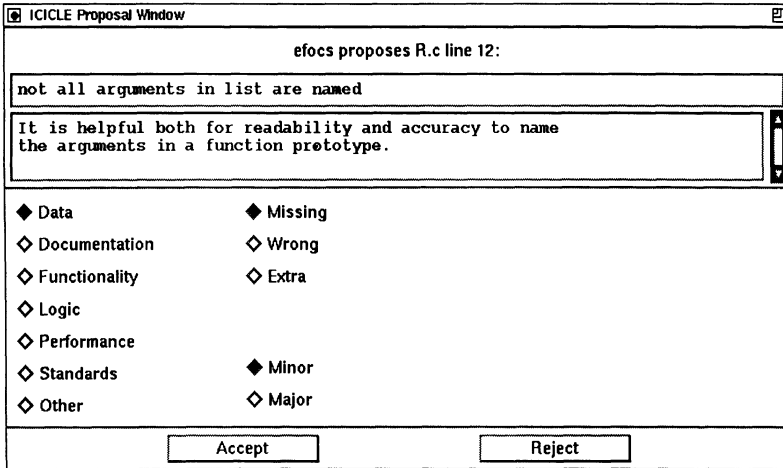 ICICLE Proposal Window
efocs proposes R.c line 12:
not all arguments in list are named
It is helpful both for readability and accuracy to name
the arguments in a function prototype.
Data
Missing
Documentation
Wrong
Functionality
Extra
Logic
Performance
Standards
Minor
Other
Major
Accept
Reject